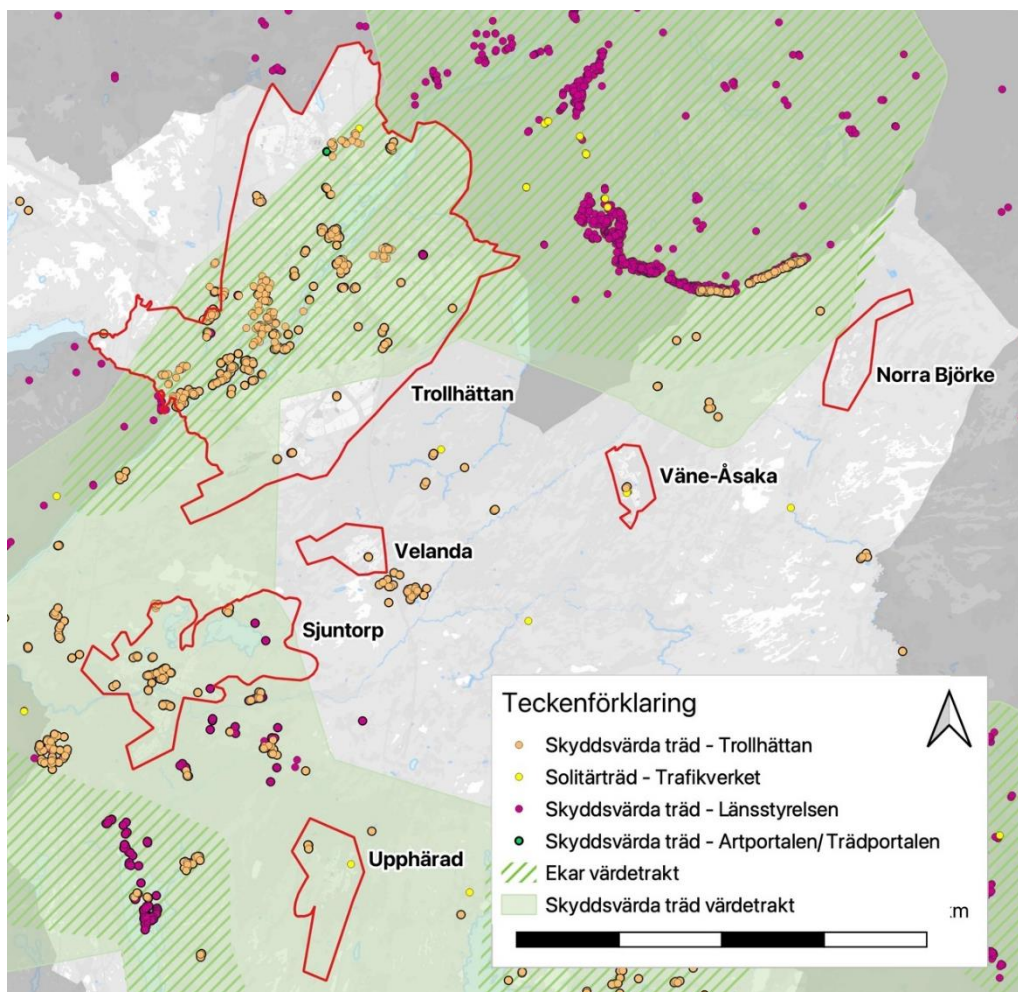 Trollhättan
Norra Björke
Väne-Åsaka
Velanda
Sjuntorp
Upphärad
Teckenförklaring
Skyddsvärda träd - Trollhättan
Solitärträd - Trafikverket
Skyddsvärda träd - Länsstyrelsen
Skyddsvärda träd - Artportalen/Trädportalen
Ekar värdetrakt
Skyddsvärda träd värdetrakt
km